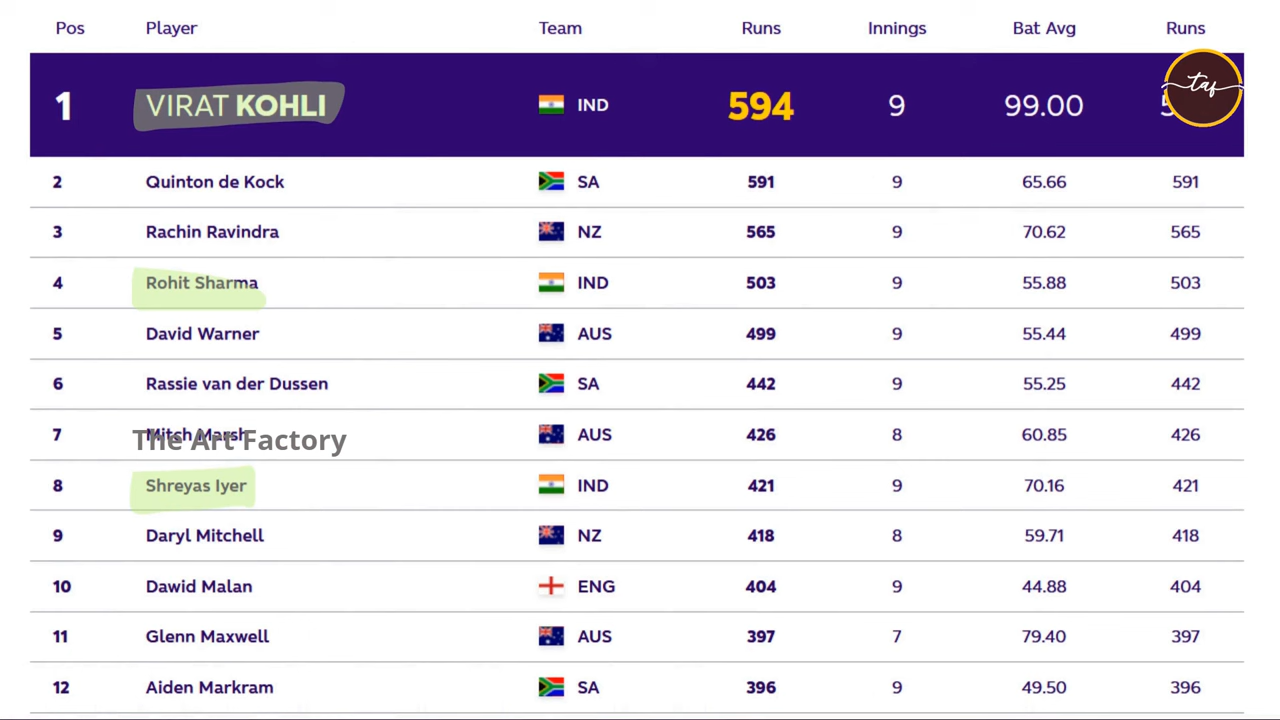 Pos Player Team Runs Innings Bat Avg Runs
1 VIRAT KOHLI IND 594 9 99.00
taf
2 Quinton de Kock SA 591 9 65.66 591
3 Rachin Ravindra NZ 565 9 70.62 565
4 Rohit Sharma IND 503 9 55.88 503
5 David Warner AUS 499 9 55.44 499
6 Rassie van der Dussen SA 442 9 55.25 442
7 Mitch Marsh AUS 426 8 60.85 426
The Art Factory
8 Shreyas Iyer IND 421 9 70.16 421
9 Daryl Mitchell NZ 418 8 59.71 418
10 Dawid Malan ENG 404 9 44.88 404
11 Glenn Maxwell AUS 397 7 79.40 397
12 Aiden Markram SA 396 9 49.50 396